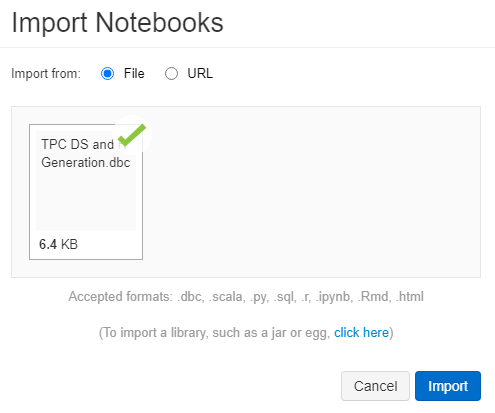 Import Notebooks
Import from: File URL
TPC DS and
Generation.dbc
6.4 KB
Accepted formats: .dbc, .scala, .py, .sql, .r, .ipynb, .Rmd, .html
(To import a library, such as a jar or egg, click here)
Cancel Import